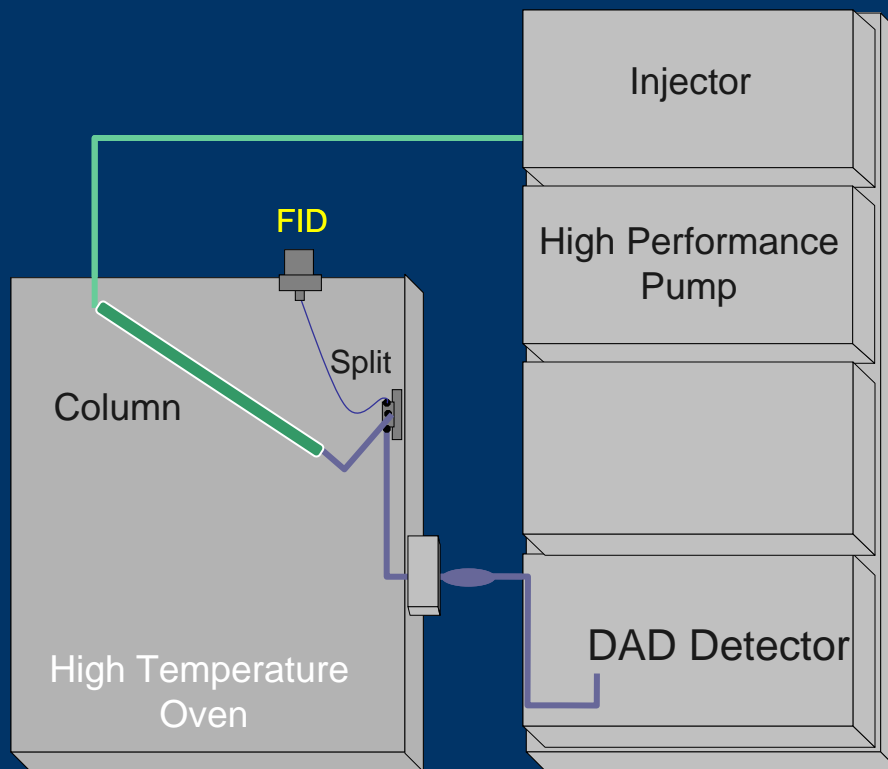 Injector
FID
High Performance
Pump
Split
Column
DAD Detector
High Temperature
Oven